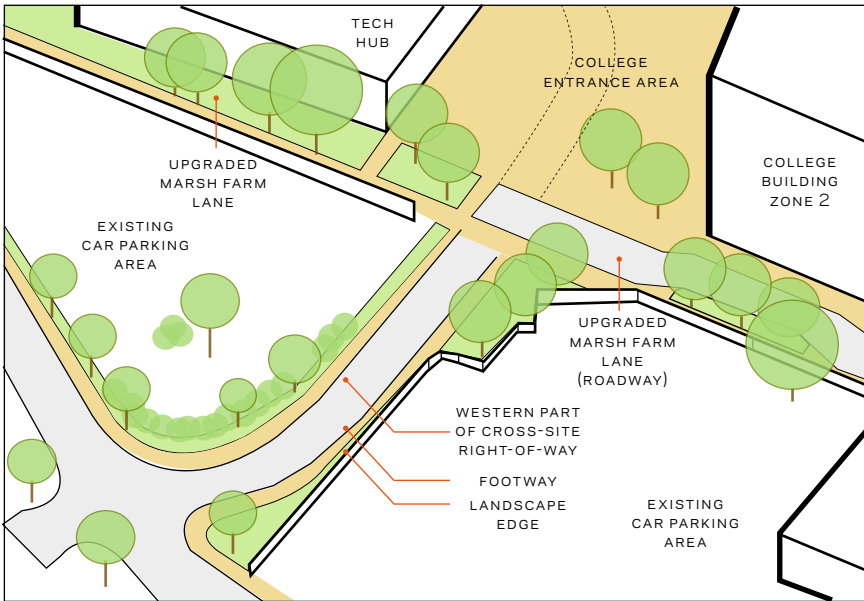 TECH
HUB
COLLEGE
ENTRANCE AREA
UPGRADED
MARSH FARM
LANE
COLLEGE
BUILDING
ZONE 2
EXISTING
CAR PARKING
AREA
UPGRADED
MARSH FARM
LANE
(ROADWAY)
WESTERN PART
OF CROSS-SITE
RIGHT-OF-WAY
FOOTWAY
LANDSCAPE
EDGE
EXISTING
CAR PARKING
AREA